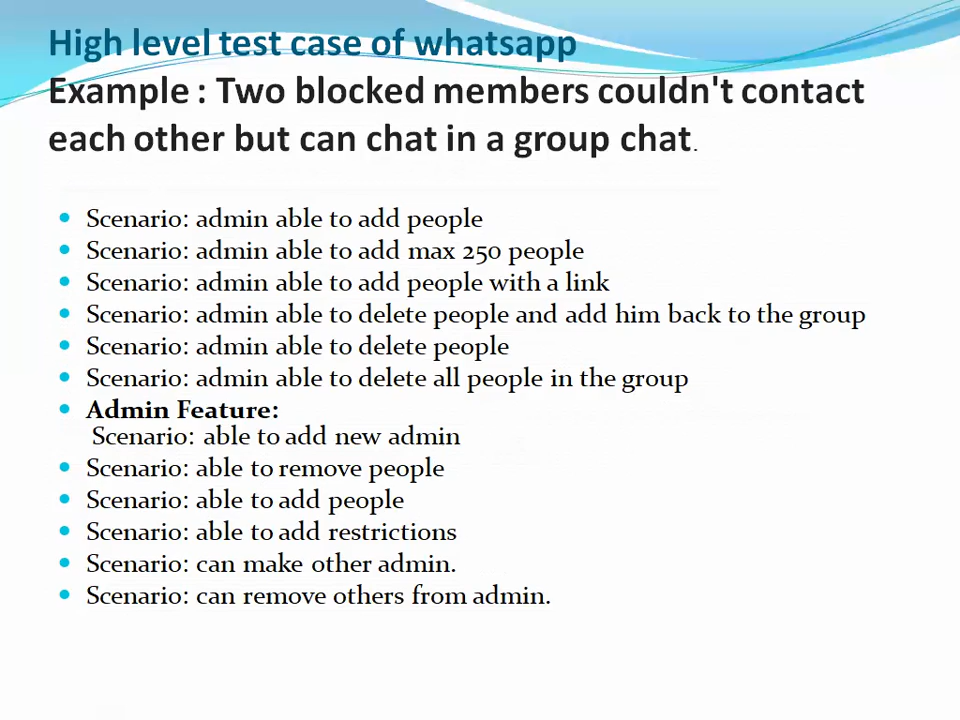 High level test case of whatsapp
Example : Two blocked members couldn't contact
each other but can chat in a group chat.
Scenario: admin able to add people
Scenario: admin able to add max 250 people
Scenario: admin able to add people with a link
Scenario: admin able to delete people and add him back to the group
Scenario: admin able to delete people
Scenario: admin able to delete all people in the group
Admin Feature:
Scenario: able to add new admin
Scenario: able to remove people
Scenario: able to add people
Scenario: able to add restrictions
Scenario: can make other admin.
Scenario: can remove others from admin.